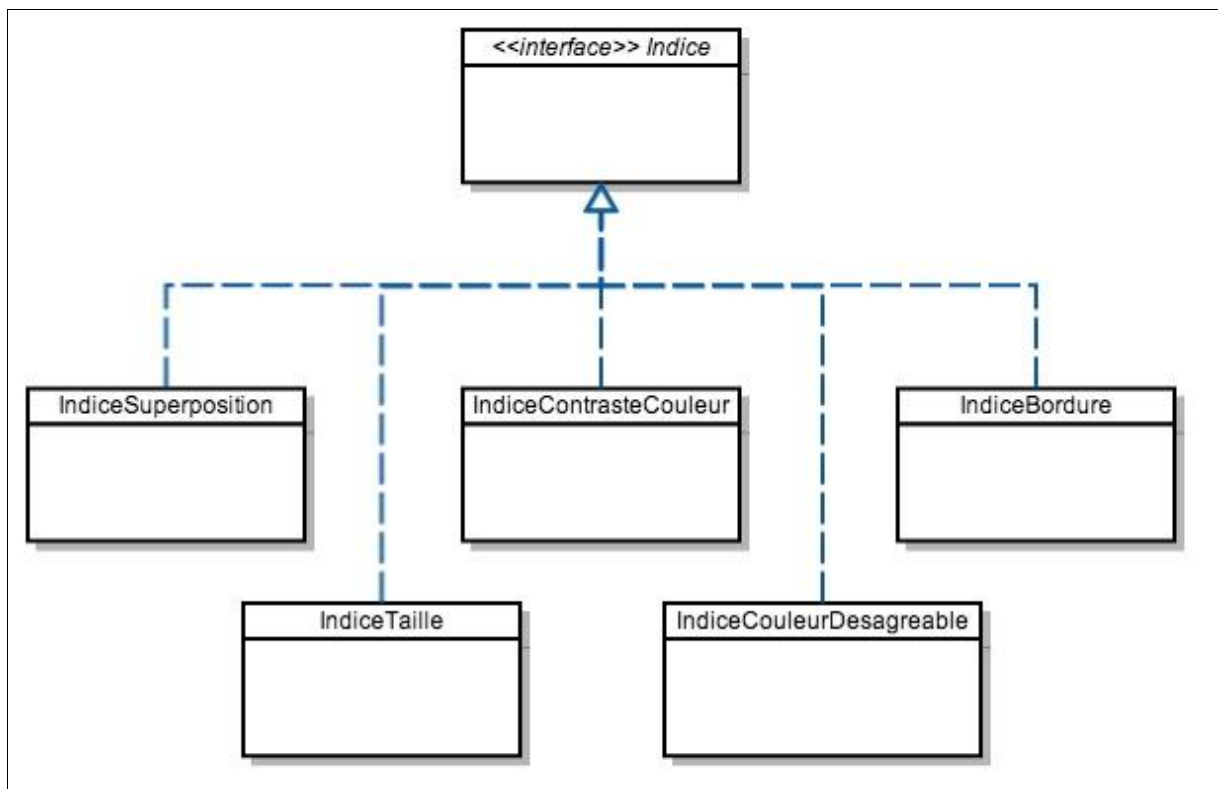 <<interface>> Indice
IndiceSuperposition
IndiceContrasteCouleur
IndiceBordure
IndiceTaille
IndiceCouleurDesagreable